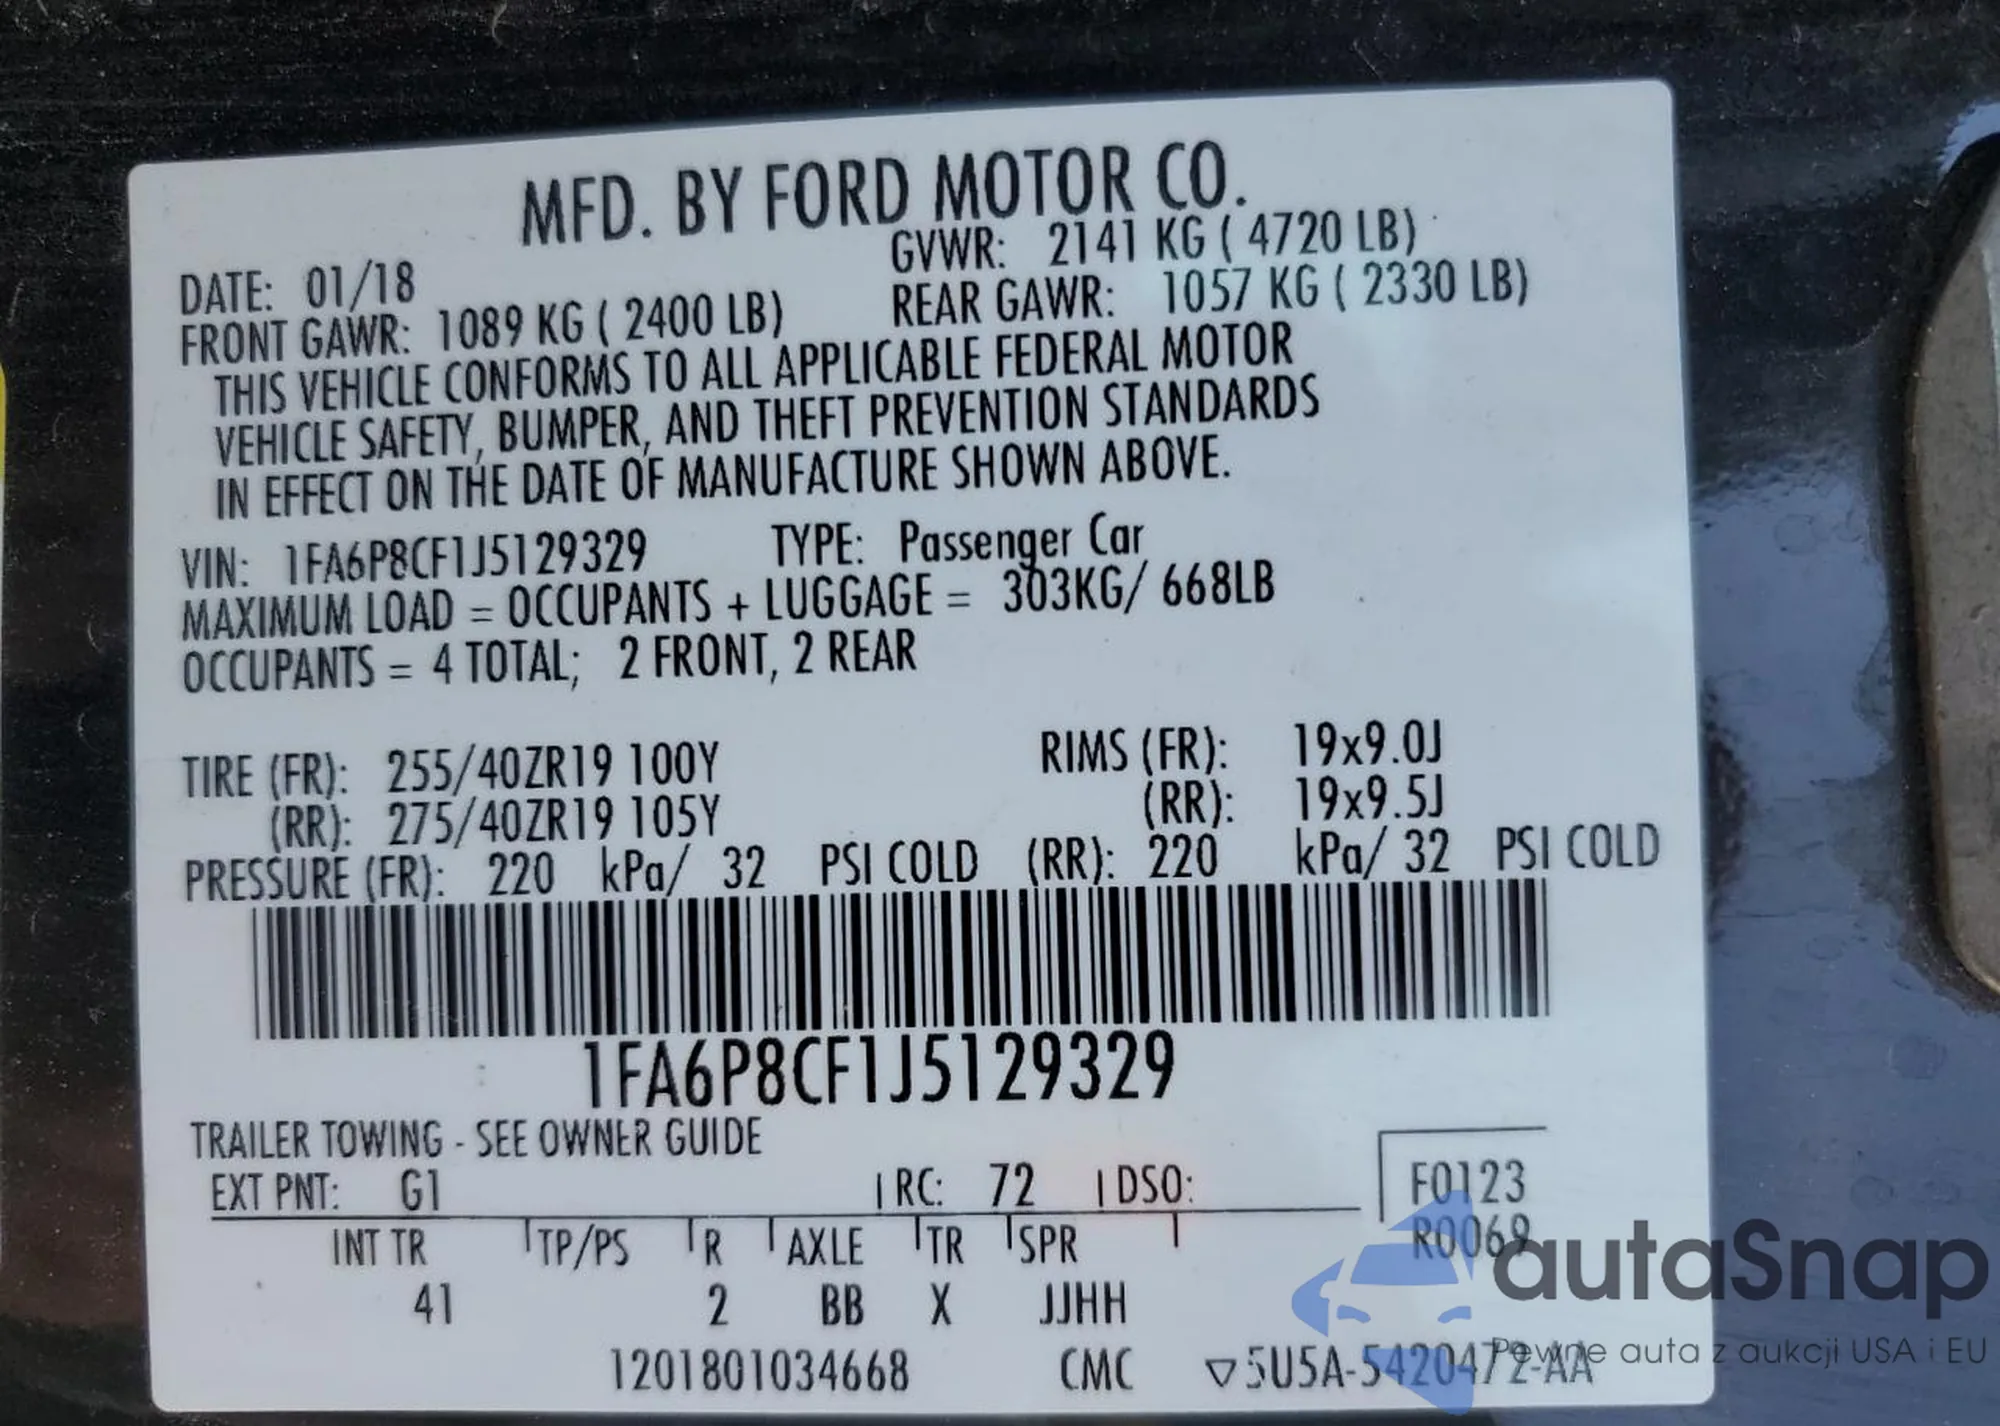 MFD. BY FORD MOTOR CO.
DATE: 01/18 GVWR: 2141 KG ( 4720 LB)
FRONT GAWR: 1089 KG ( 2400 LB) REAR GAWR: 1057 KG ( 2330 LB)
THIS VEHICLE CONFORMS TO ALL APPLICABLE FEDERAL MOTOR
VEHICLE SAFETY, BUMPER, AND THEFT PREVENTION STANDARDS
IN EFFECT ON THE DATE OF MANUFACTURE SHOWN ABOVE.
VIN: 1FA6P8CF1J5129329 TYPE: Passenger Car
MAXIMUM LOAD = OCCUPANTS + LUGGAGE = 303KG/ 668LB
OCCUPANTS = 4 TOTAL; 2 FRONT, 2 REAR
TIRE (FR): 255/40ZR19 100Y RIMS (FR): 19x9.0J
(RR): 275/40ZR19 105Y (RR): 19x9.5J
PRESSURE (FR): 220 kPa/ 32 PSI COLD (RR): 220 kPa/ 32 PSI COLD
1FA6P8CF1J5129329
TRAILER TOWING - SEE OWNER GUIDE
EXT PNT: G1 RC: 72 DSO: F0123
R0069
INT TR TP/PS R AXLE TR SPR
41 2 BB X JJHH
1201801034668 CMC ▽5U5A-5420472-AA
autaSnap
Pewne auta z aukcji USA i EU